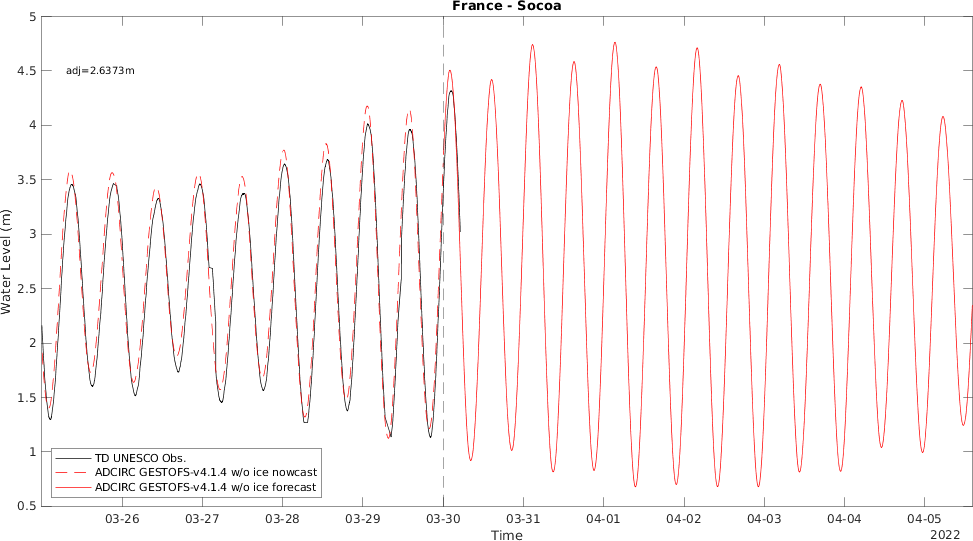 France - Socoa
5
4.5
4
3.5
3
2.5
2
1.5
1
0.5
Water Level (m)
adj=2.6373m
TD UNESCO Obs.
ADCIRC GESTOFS-v4.1.4 w/o ice nowcast
ADCIRC GESTOFS-v4.1.4 w/o ice forecast
03-26 03-27 03-28 03-29 03-30 03-31 04-01 04-02 04-03 04-04 04-05
2022
Time